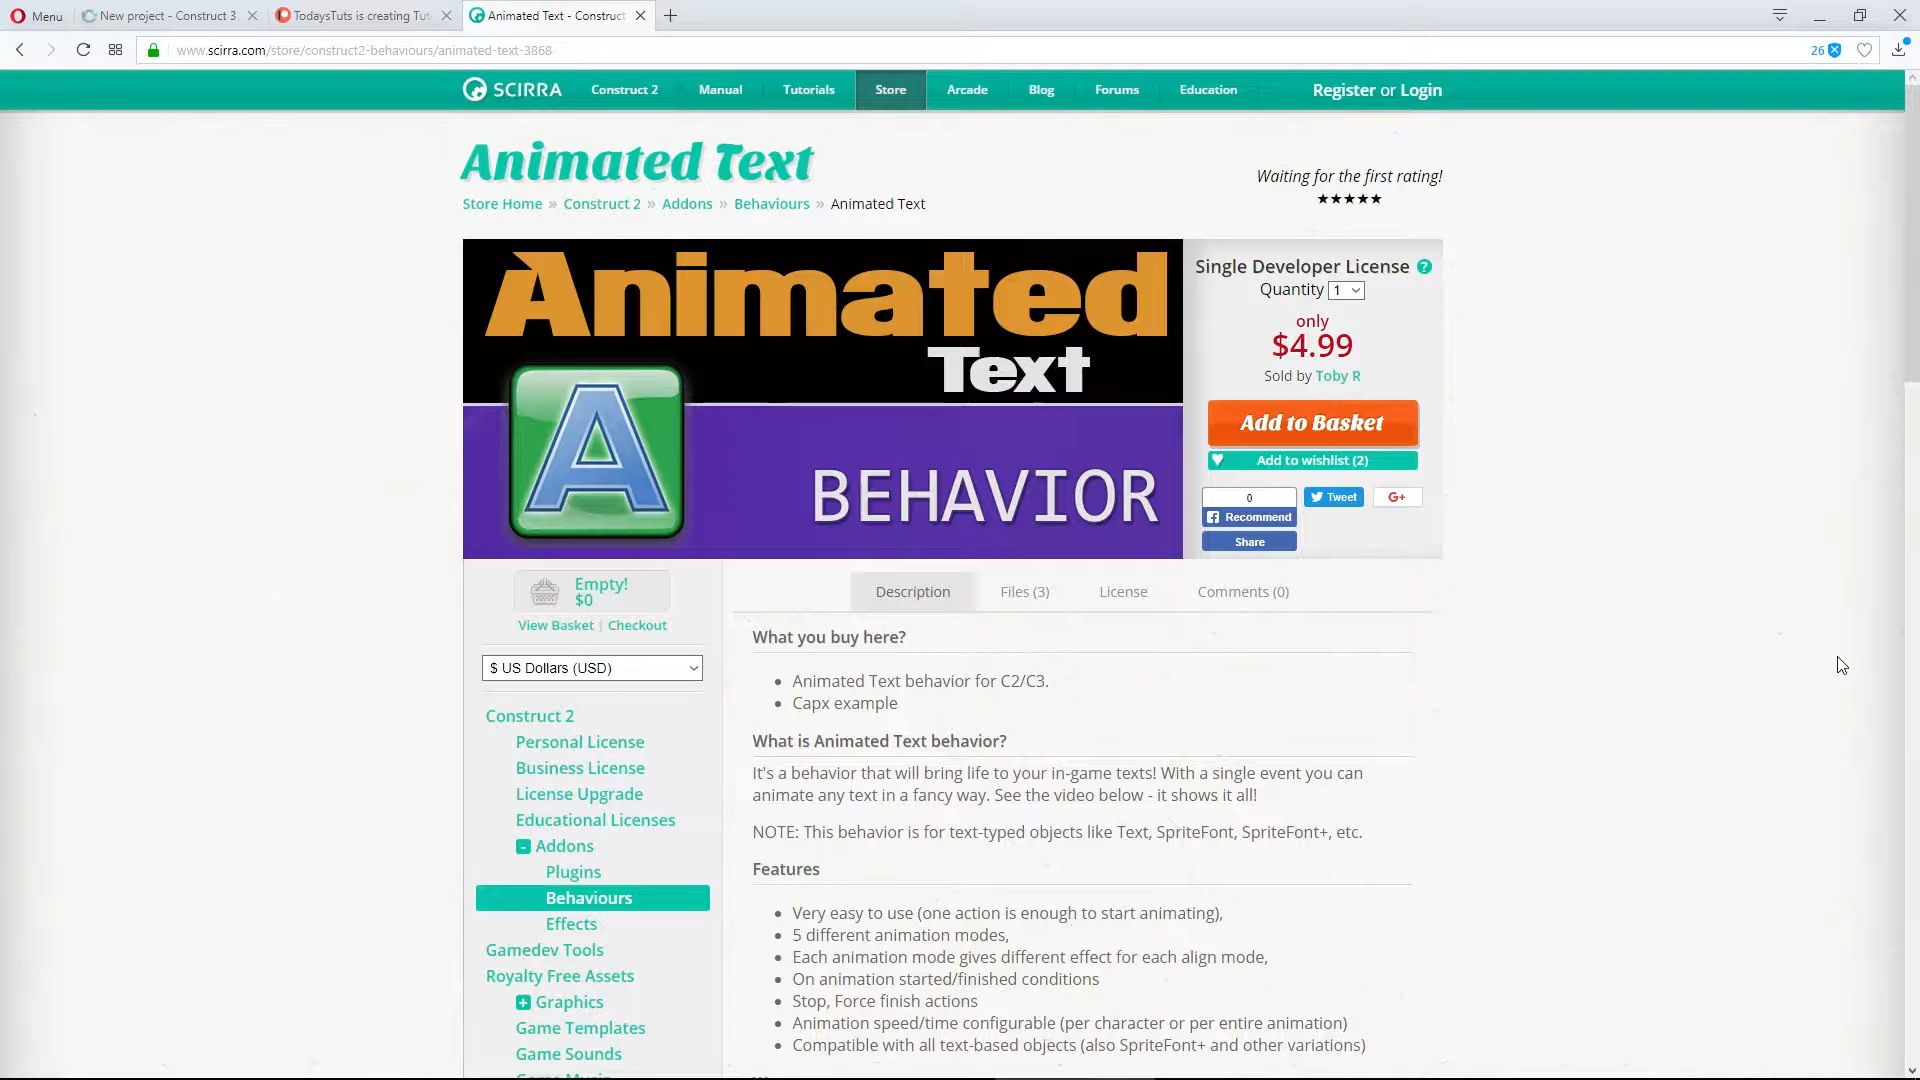 Menu
New project - Construct 3
TodaysTuts is creating Tut
Animated Text - Construct
www.scirra.com/store/construct2-behaviours/animated-text-3868
26
SCIRRA
Construct 2
Manual
Tutorials
Store
Arcade
Blog
Forums
Education
Register or Login
Animated Text
Waiting for the first rating!
★★★★★
Store Home » Construct 2 » Addons » Behaviours » Animated Text
Animated
Text
A
BEHAVIOR
Single Developer License ?
Quantity 1
only
$4.99
Sold by Toby R
Add to Basket
Add to wishlist (2)
0
Recommend
Share
Tweet
G+
Empty!
$0
View Basket | Checkout
$ US Dollars (USD)
Construct 2
Personal License
Business License
License Upgrade
Educational Licenses
- Addons
Plugins
Behaviours
Effects
Gamedev Tools
Royalty Free Assets
+ Graphics
Game Templates
Game Sounds
Description
Files (3)
License
Comments (0)
What you buy here?
• Animated Text behavior for C2/C3.
• Capx example
What is Animated Text behavior?
It's a behavior that will bring life to your in-game texts! With a single event you can
animate any text in a fancy way. See the video below - it shows it all!
NOTE: This behavior is for text-typed objects like Text, SpriteFont, SpriteFont+, etc.
Features
• Very easy to use (one action is enough to start animating),
• 5 different animation modes,
• Each animation mode gives different effect for each align mode,
• On animation started/finished conditions
• Stop, Force finish actions
• Animation speed/time configurable (per character or per entire animation)
• Compatible with all text-based objects (also SpriteFont+ and other variations)